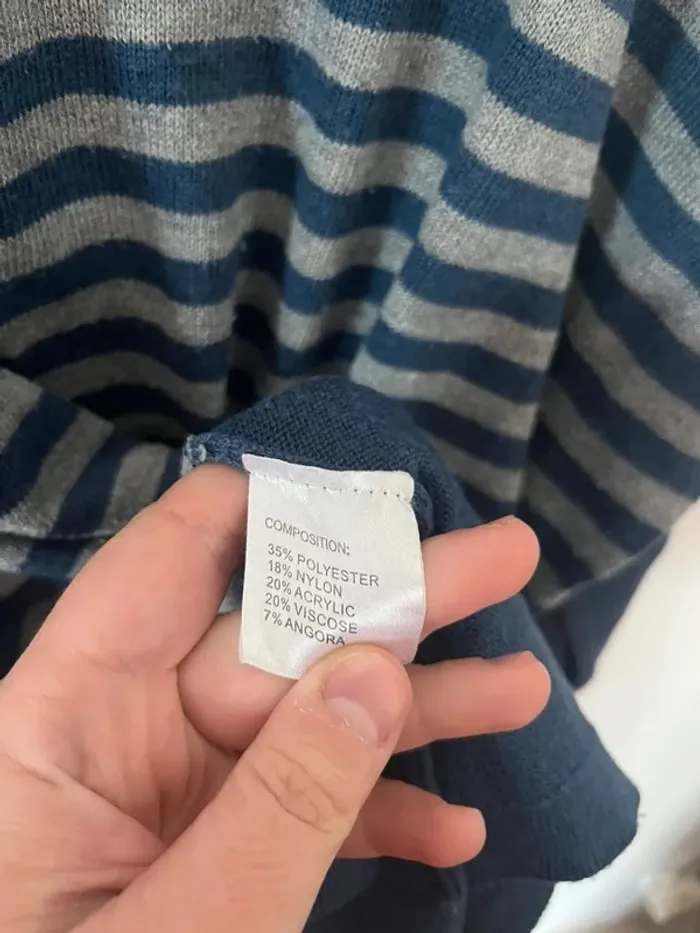 COMPOSITION:
35% POLYESTER
18% NYLON
20% ACRYLIC
20% VISCOSE
7% ANGORA